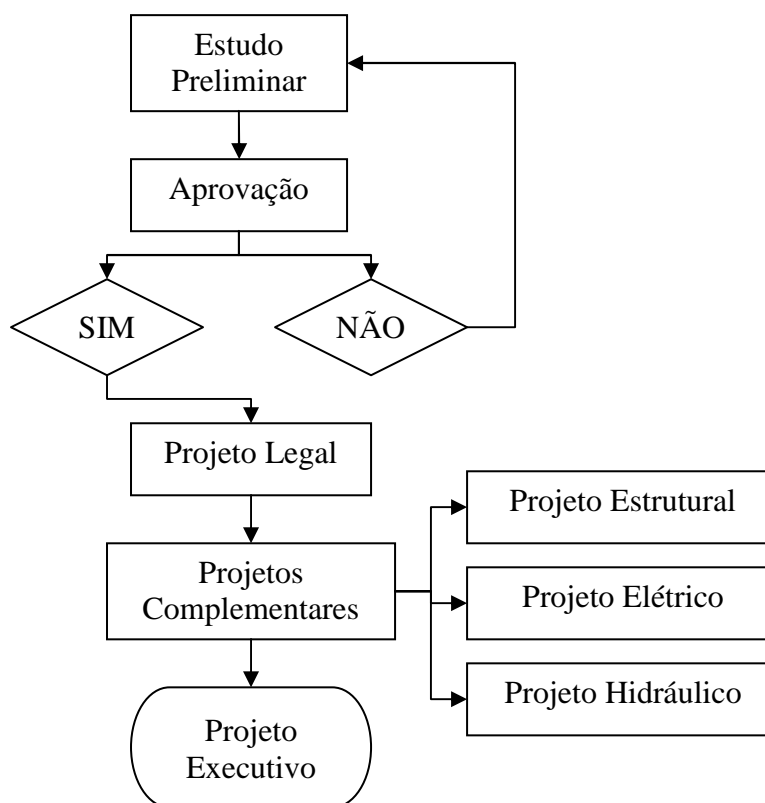 Estudo
Preliminar
Aprovação
SIM
NÃO
Projeto Legal
Projeto Estrutural
Projetos
Complementares
Projeto Elétrico
Projeto Hidráulico
Projeto
Executivo